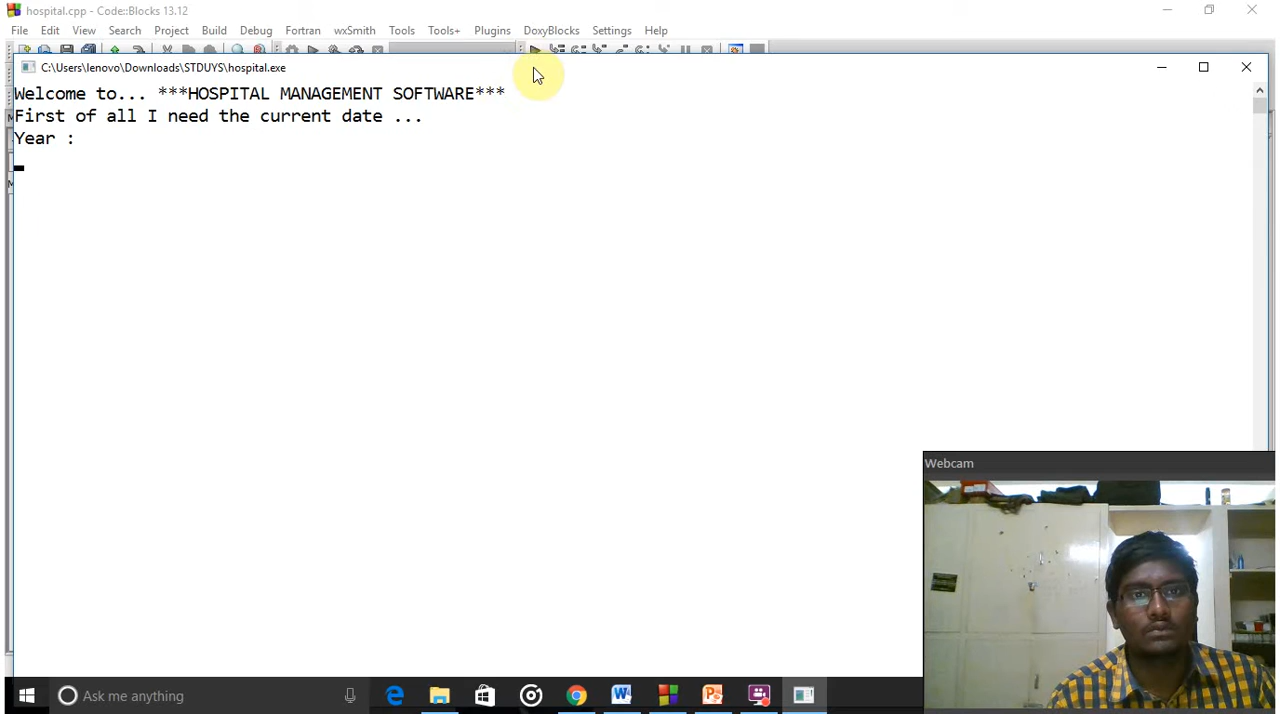 hospital.cpp - Code::Blocks 13.12
File Edit View Search Project Build Debug Fortran wxSmith Tools Tools+ Plugins DoxyBlocks Settings Help
C:\Users\lenovo\Downloads\STDUYS\hospital.exe
Welcome to... ***HOSPITAL MANAGEMENT SOFTWARE***
First of all I need the current date ...
Year :
Webcam
Ask me anything